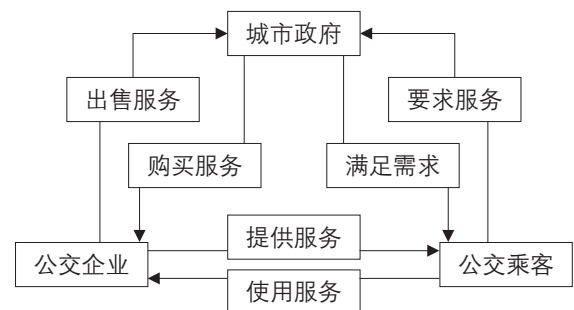 城市政府
出售服务
要求服务
购买服务
满足需求
提供服务
公交企业
公交乘客
使用服务